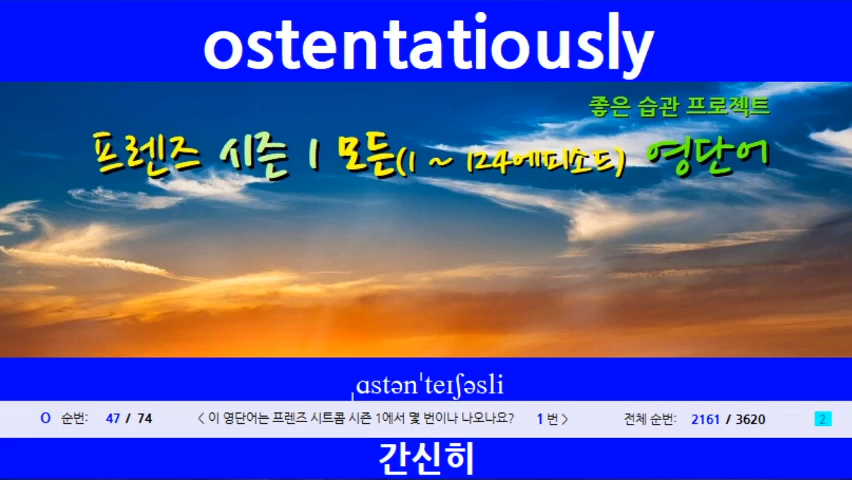 ostentatiously
좋은 습관 프로젝트
프렌즈 시즌 1 모든(1 ~ 124에피소드) 영단어
ˌɑstənˈteɪʃəsli
O 순번: 47 / 74 < 이 영단어는 프렌즈 시트콤 시즌 1에서 몇 번이나 나오나요? 1 번 > 전체 순번: 2161 / 3620 2
간신히